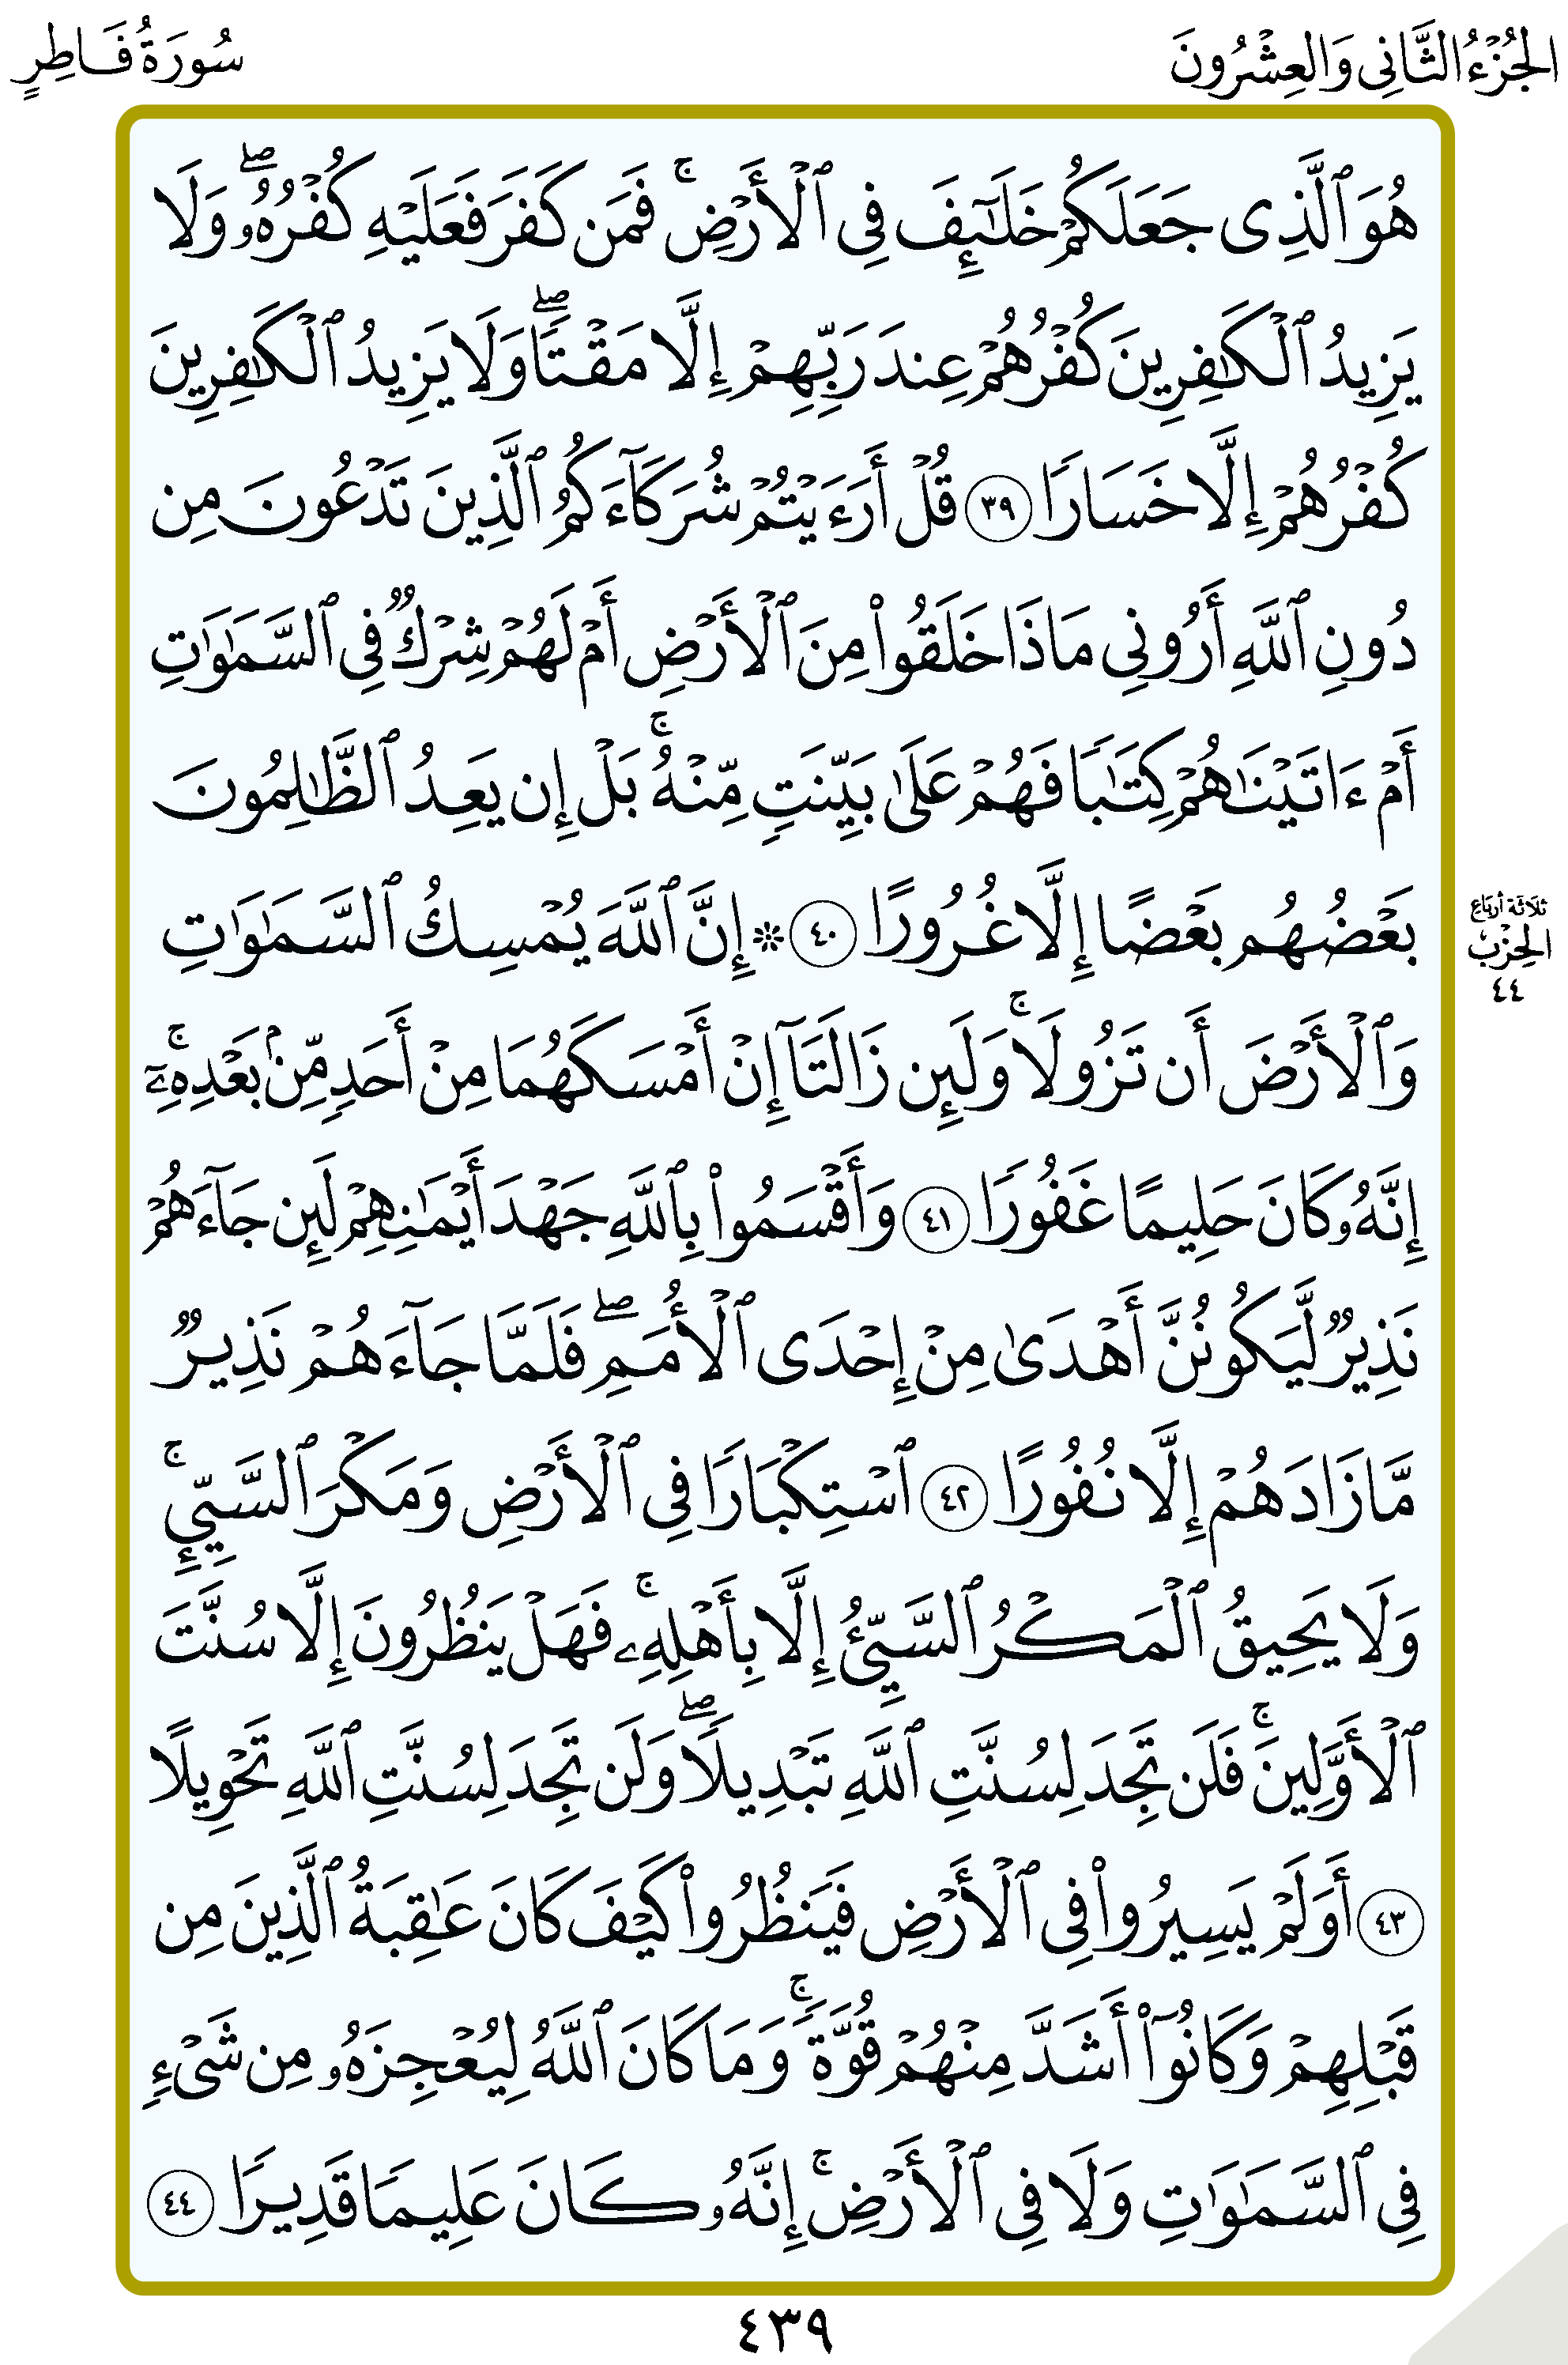 الجُزْءُ الثَّانِي وَالعِشْرُونَ
سُورَةُ فَاطِرٍ
هُوَ ٱلَّذِى جَعَلَكُمْ خَلَـٰٓئِفَ فِى ٱلْأَرْضِ ۚ فَمَن كَفَرَ فَعَلَيْهِ كُفْرُهُۥ ۖ وَلَا
يَزِيدُ ٱلْكَـٰفِرِينَ كُفْرُهُمْ عِندَ رَبِّهِمْ إِلَّا مَقْتًا ۖ وَلَا يَزِيدُ ٱلْكَـٰفِرِينَ
كُفْرُهُمْ إِلَّا خَسَارًا ٣٩ قُلْ أَرَءَيْتُمْ شُرَكَآءَكُمُ ٱلَّذِينَ تَدْعُونَ مِن
دُونِ ٱللَّهِ أَرُونِى مَاذَا خَلَقُوا۟ مِنَ ٱلْأَرْضِ أَمْ لَهُمْ شِرْكٌ فِى ٱلسَّمَـٰوَٰتِ
أَمْ ءَاتَيْنَـٰهُمْ كِتَـٰبًا فَهُمْ عَلَىٰ بَيِّنَتٍ مِّنْهُ ۚ بَلْ إِن يَعِدُ ٱلظَّـٰلِمُونَ
بَعْضُهُم بَعْضًا إِلَّا غُرُورًا ٤٠ ۞ إِنَّ ٱللَّهَ يُمْسِكُ ٱلسَّمَـٰوَٰتِ
ثَلَاثَة أَربَاع
الحِزْب
٤٤
وَٱلْأَرْضَ أَن تَزُولَا ۚ وَلَئِن زَالَتَآ إِنْ أَمْسَكَهُمَا مِنْ أَحَدٍ مِّنۢ بَعْدِهِۦٓ ۚ
إِنَّهُۥ كَانَ حَلِيمًا غَفُورًا ٤١ وَأَقْسَمُوا۟ بِٱللَّهِ جَهْدَ أَيْمَـٰنِهِمْ لَئِن جَآءَهُمْ
نَذِيرٌ لَّيَكُونُنَّ أَهْدَىٰ مِنْ إِحْدَى ٱلْأُمَمِ ۖ فَلَمَّا جَآءَهُمْ نَذِيرٌ
مَّا زَادَهُمْ إِلَّا نُفُورًا ٤٢ ٱسْتِكْبَارًا فِى ٱلْأَرْضِ وَمَكْرَ ٱلسَّيِّئِ ۚ
وَلَا يَحِيقُ ٱلْمَكْرُ ٱلسَّيِّئُ إِلَّا بِأَهْلِهِۦ ۚ فَهَلْ يَنظُرُونَ إِلَّا سُنَّتَ
ٱلْأَوَّلِينَ ۚ فَلَن تَجِدَ لِسُنَّتِ ٱللَّهِ تَبْدِيلًا ۖ وَلَن تَجِدَ لِسُنَّتِ ٱللَّهِ تَحْوِيلًا
٤٣ أَوَلَمْ يَسِيرُوا۟ فِى ٱلْأَرْضِ فَيَنظُرُوا۟ كَيْفَ كَانَ عَـٰقِبَةُ ٱلَّذِينَ مِن
قَبْلِهِمْ وَكَانُوٓا۟ أَشَدَّ مِنْهُمْ قُوَّةً ۚ وَمَا كَانَ ٱللَّهُ لِيُعْجِزَهُۥ مِن شَىْءٍ
فِى ٱلسَّمَـٰوَٰتِ وَلَا فِى ٱلْأَرْضِ ۚ إِنَّهُۥ كَانَ عَلِيمًا قَدِيرًا ٤٤
٤٣٩